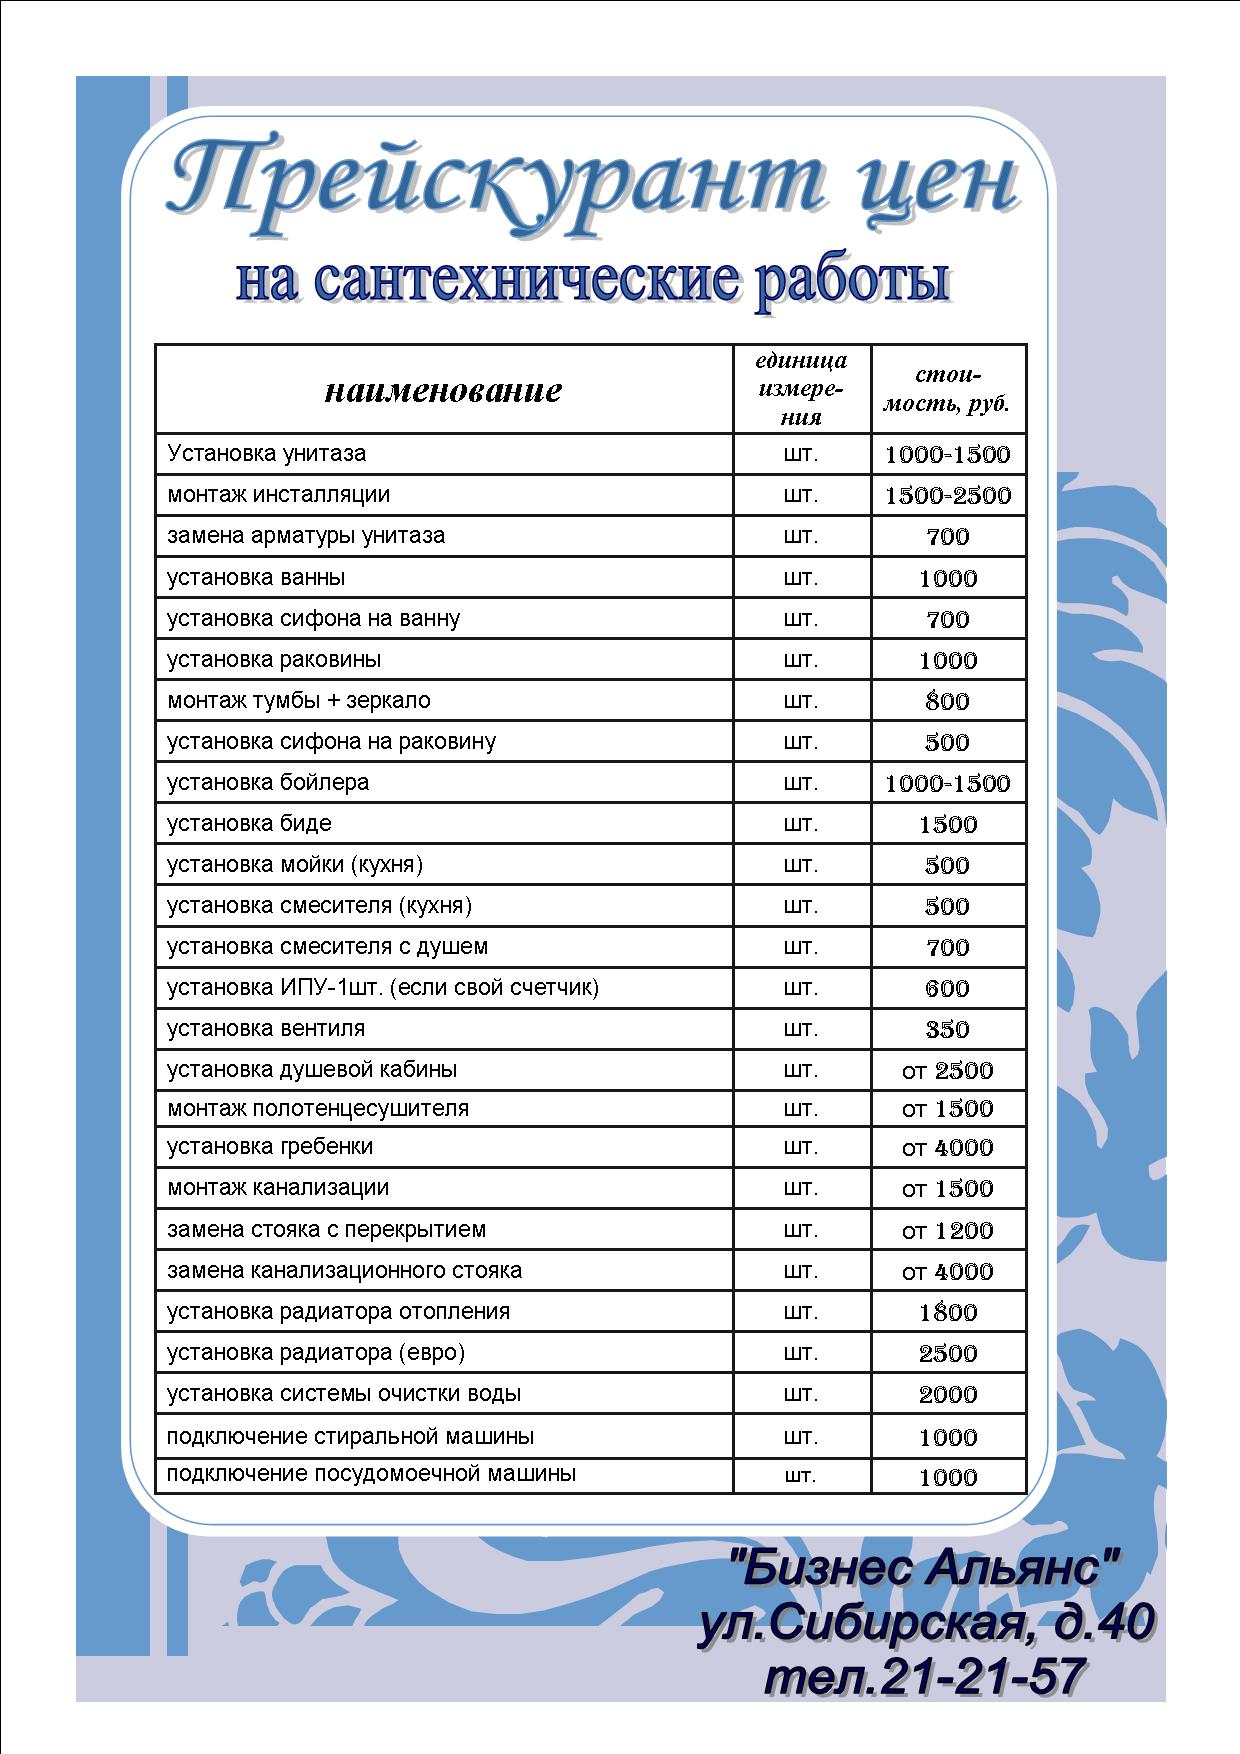 Прейскурант цен
на сантехнические работы
наименование единица измере- ния стои- мость, руб.
Установка унитаза шт. 1000-1500
монтаж инсталляции шт. 1500-2500
замена арматуры унитаза шт. 700
установка ванны шт. 1000
установка сифона на ванну шт. 700
установка раковины шт. 1000
монтаж тумбы + зеркало шт. 800
установка сифона на раковину шт. 500
установка бойлера шт. 1000-1500
установка биде шт. 1500
установка мойки (кухня) шт. 500
установка смесителя (кухня) шт. 500
установка смесителя с душем шт. 700
установка ИПУ-1шт. (если свой счетчик) шт. 600
установка вентиля шт. 350
установка душевой кабины шт. от 2500
монтаж полотенцесушителя шт. от 1500
установка гребенки шт. от 4000
монтаж канализации шт. от 1500
замена стояка с перекрытием шт. от 1200
замена канализационного стояка шт. от 4000
установка радиатора отопления шт. 1800
установка радиатора (евро) шт. 2500
установка системы очистки воды шт. 2000
подключение стиральной машины шт. 1000
подключение посудомоечной машины шт. 1000
"Бизнес Альянс"
ул.Сибирская, д.40
тел.21-21-57